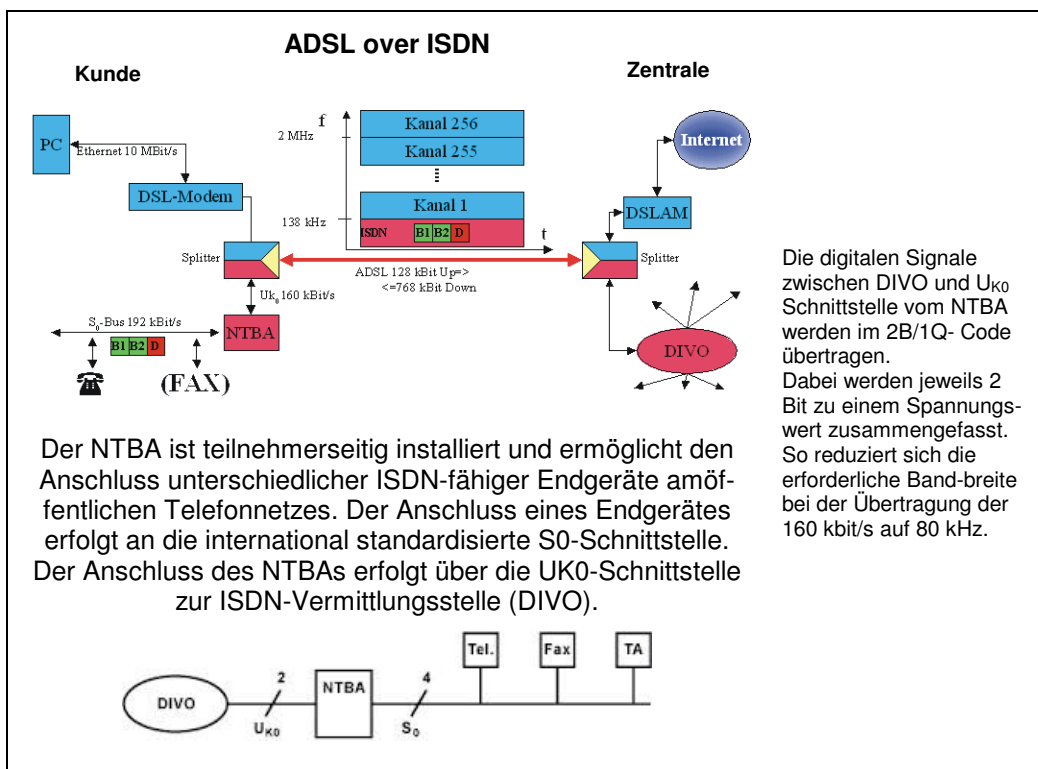 ADSL over ISDN
Kunde
Zentrale
PC
Ethernet 10 MBit/s
DSL-Modem
f
2 MHz
Kanal 256
Kanal 255
Kanal 1
138 kHz
ISDN B1 B2 D
t
Internet
DSLAM
Splitter
Splitter
ADSL 128 kBit Up=>
<=768 kBit Down
Uk0 160 kBit/s
S0-Bus 192 kBit/s
B1 B2 D
NTBA
(FAX)
DIVO
Die digitalen Signale
zwischen DIVO und UK0
Schnittstelle vom NTBA
werden im 2B/1Q- Code
übertragen.
Dabei werden jeweils 2
Bit zu einem Spannungs-
wert zusammengefasst.
So reduziert sich die
erforderliche Band-breite
bei der Übertragung der
160 kbit/s auf 80 kHz.
Der NTBA ist teilnehmerseitig installiert und ermöglicht den
Anschluss unterschiedlicher ISDN-fähiger Endgeräte amöf-
fentlichen Telefonnetzes. Der Anschluss eines Endgerätes
erfolgt an die international standardisierte S0-Schnittstelle.
Der Anschluss des NTBAs erfolgt über die UK0-Schnittstelle
zur ISDN-Vermittlungsstelle (DIVO).
Tel. Fax TA
DIVO
2
UK0
NTBA
4
S0